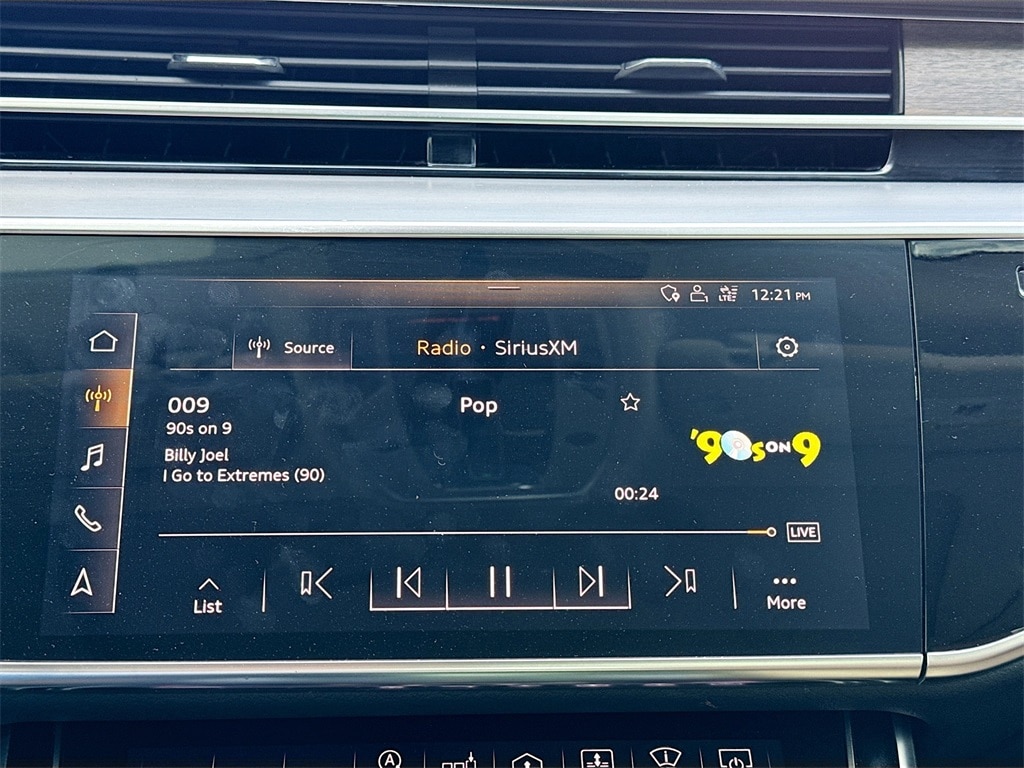 LTE 12:21 PM
Source
Radio · SiriusXM
009
Pop
90s on 9
Billy Joel
I Go to Extremes (90)
'90s ON 9
00:24
LIVE
List
More
A